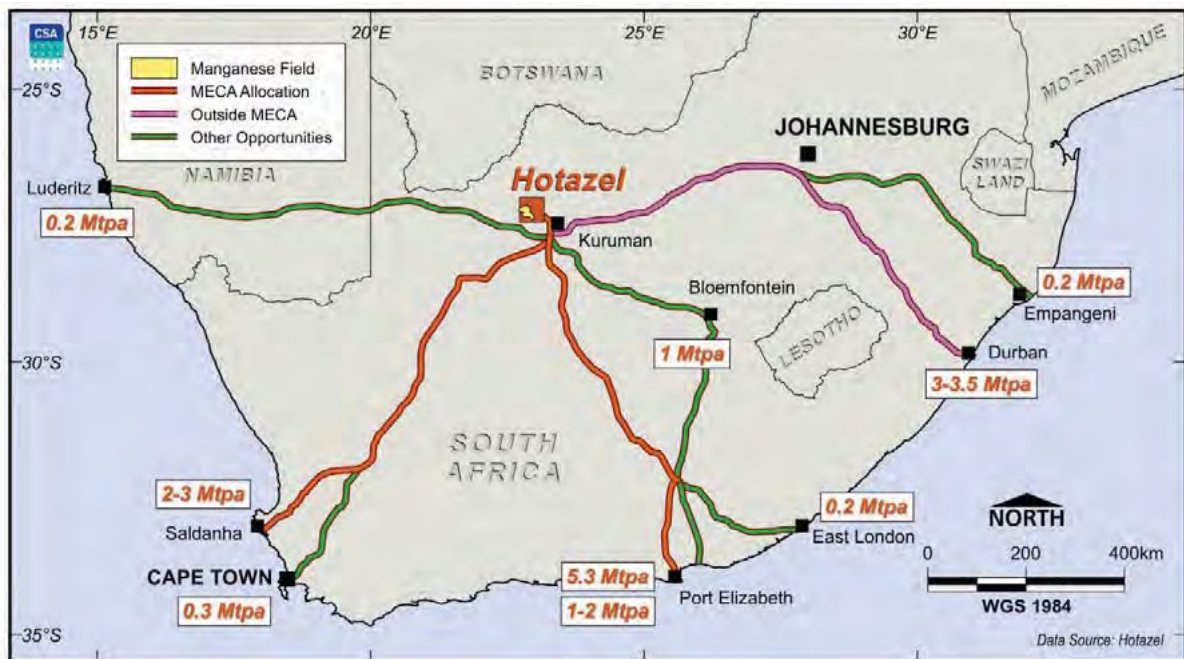 15°E
20°E
25°E
30°E
CSA
Manganese Field
MECA Allocation
Outside MECA
Other Opportunities
BOTSWANA
MOZAMBIQUE
25°S
JOHANNESBURG
SWAZI
LAND
NAMIBIA
Luderitz
0.2 Mtpa
Hotazel
Kuruman
Bloemfontein
1 Mtpa
LESOTHO
0.2 Mtpa
Empangeni
Durban
3-3.5 Mtpa
30°S
SOUTH
AFRICA
2-3 Mtpa
Saldanha
CAPE TOWN
0.3 Mtpa
5.3 Mtpa
1-2 Mtpa
Port Elizabeth
0.2 Mtpa
East London
NORTH
0 200 400km
WGS 1984
35°S
Data Source: Hotazel